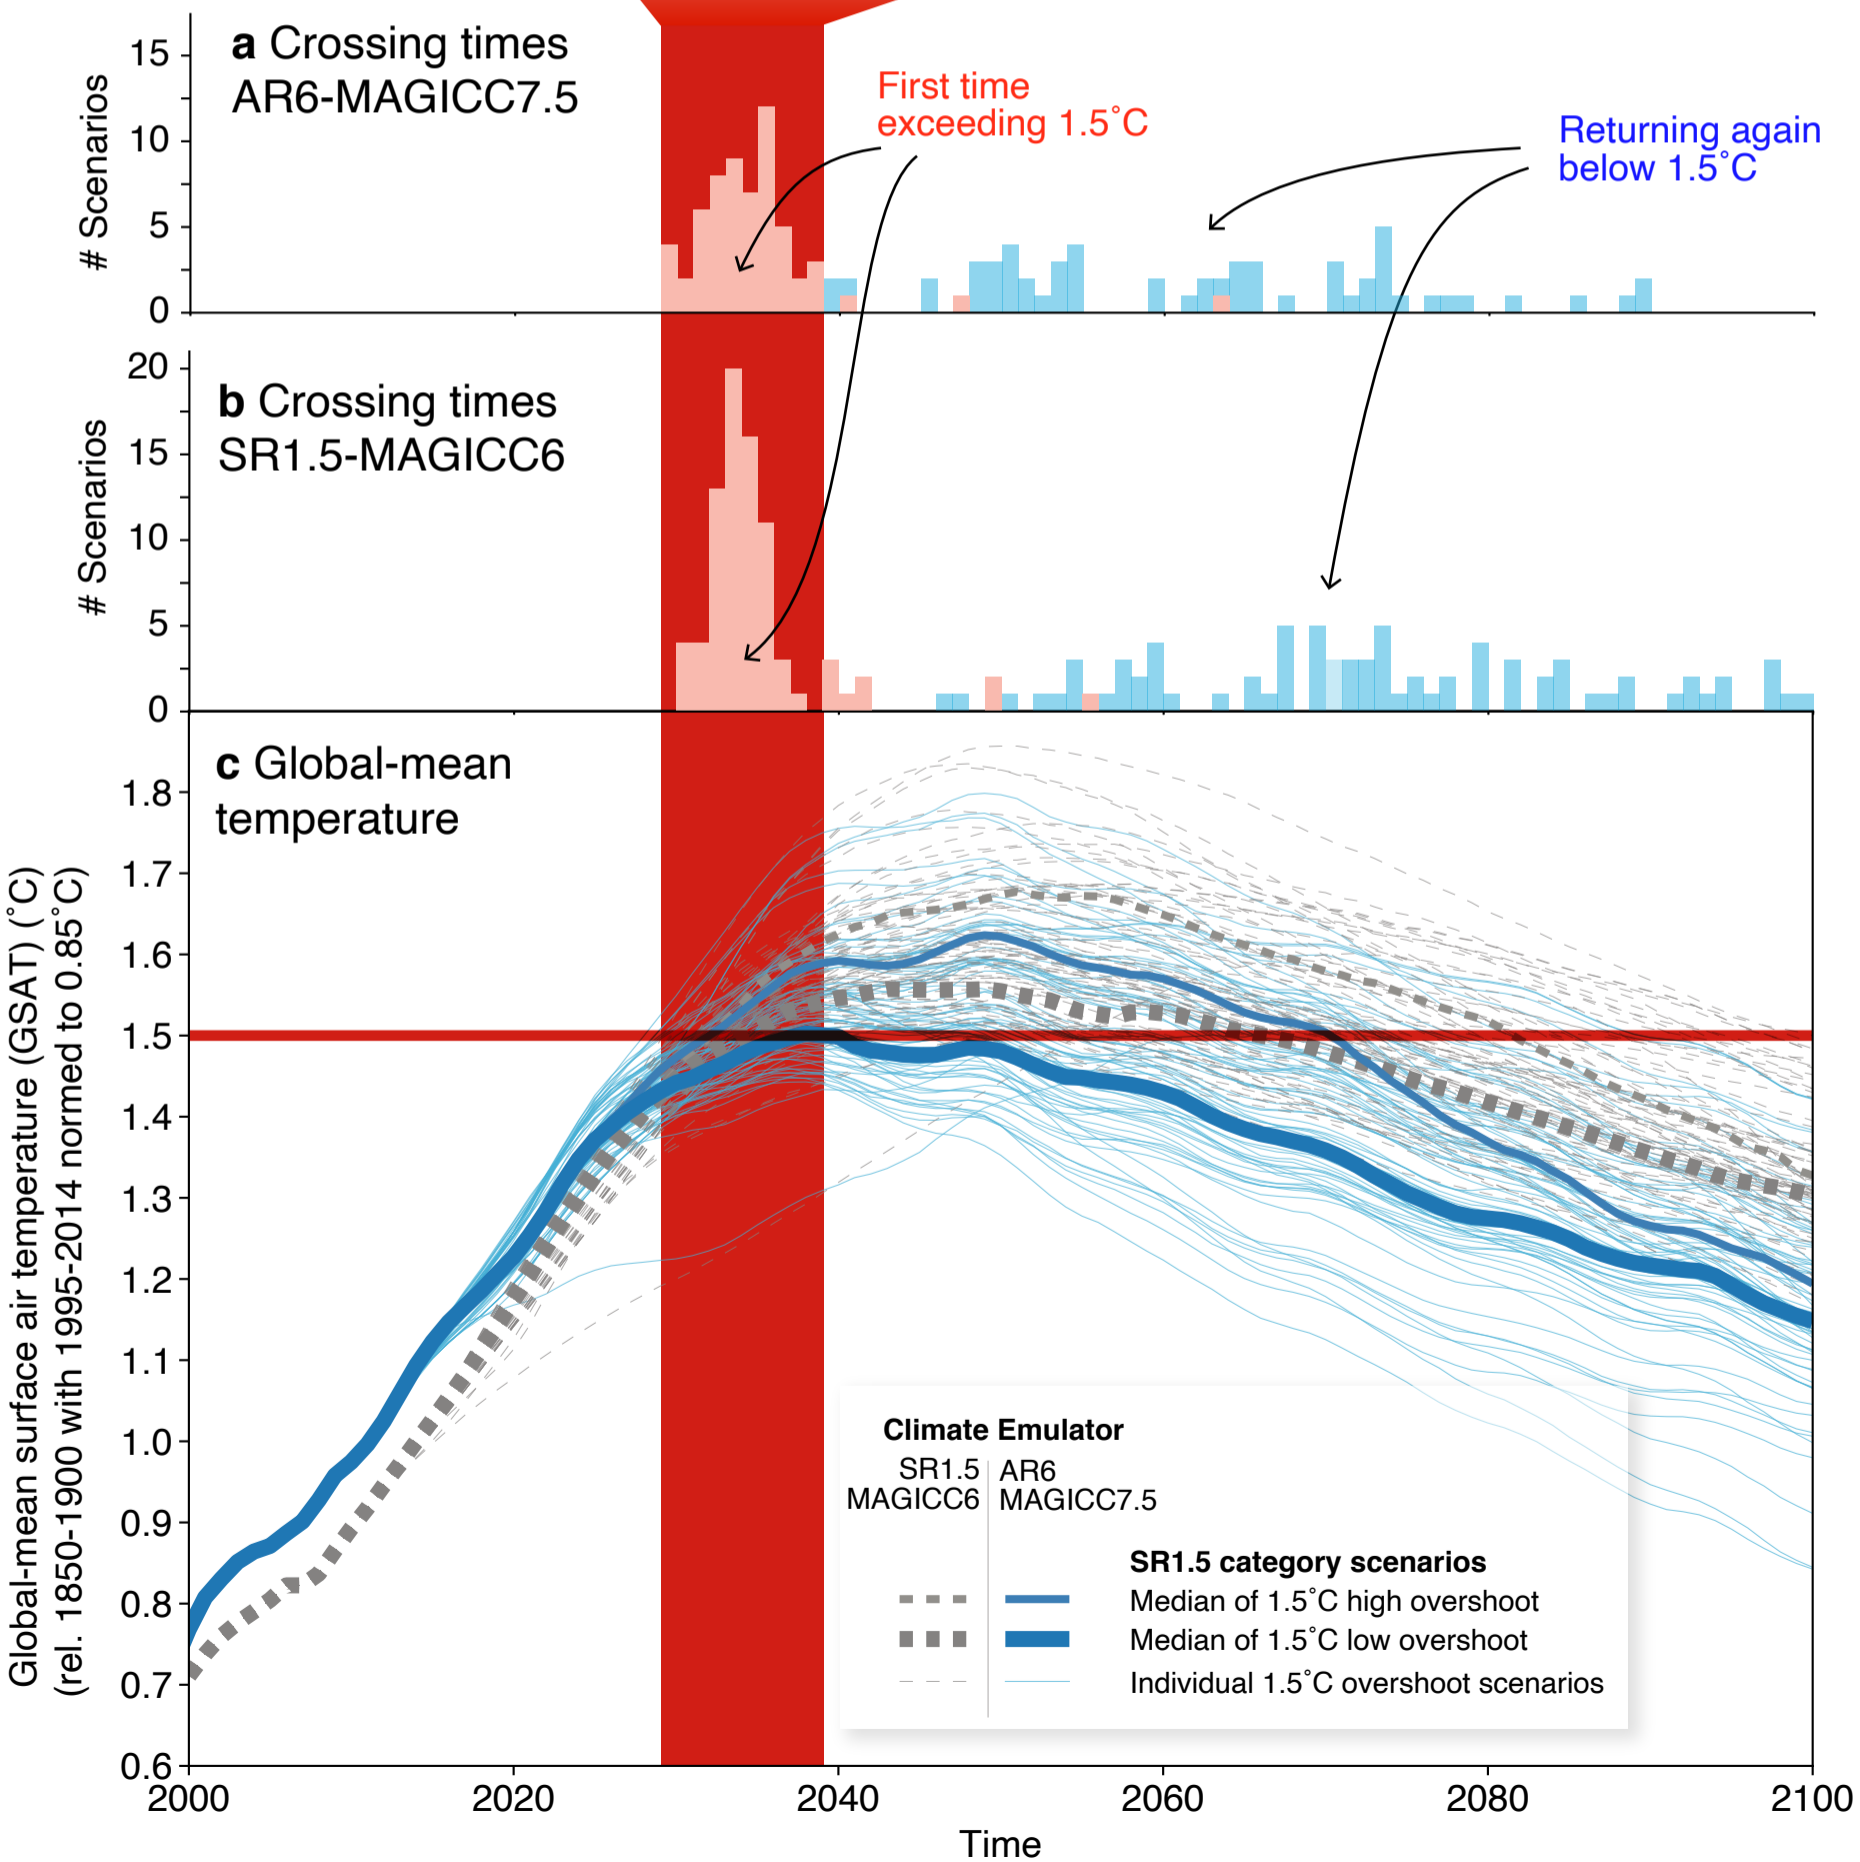 a Crossing times
AR6-MAGICC7.5
# Scenarios
15
10
5
0
First time
exceeding 1.5˚C
Returning again
below 1.5˚C
b Crossing times
SR1.5-MAGICC6
# Scenarios
20
15
10
5
0
c Global-mean
temperature
Global-mean surface air temperature (GSAT) (˚C)
(rel. 1850-1900 with 1995-2014 normed to 0.85˚C)
1.8
1.7
1.6
1.5
1.4
1.3
1.2
1.1
1.0
0.9
0.8
0.7
0.6
Climate Emulator
SR1.5 AR6
MAGICC6 MAGICC7.5
SR1.5 category scenarios
Median of 1.5˚C high overshoot
Median of 1.5˚C low overshoot
Individual 1.5˚C overshoot scenarios
2000 2020 2040 2060 2080 2100
Time